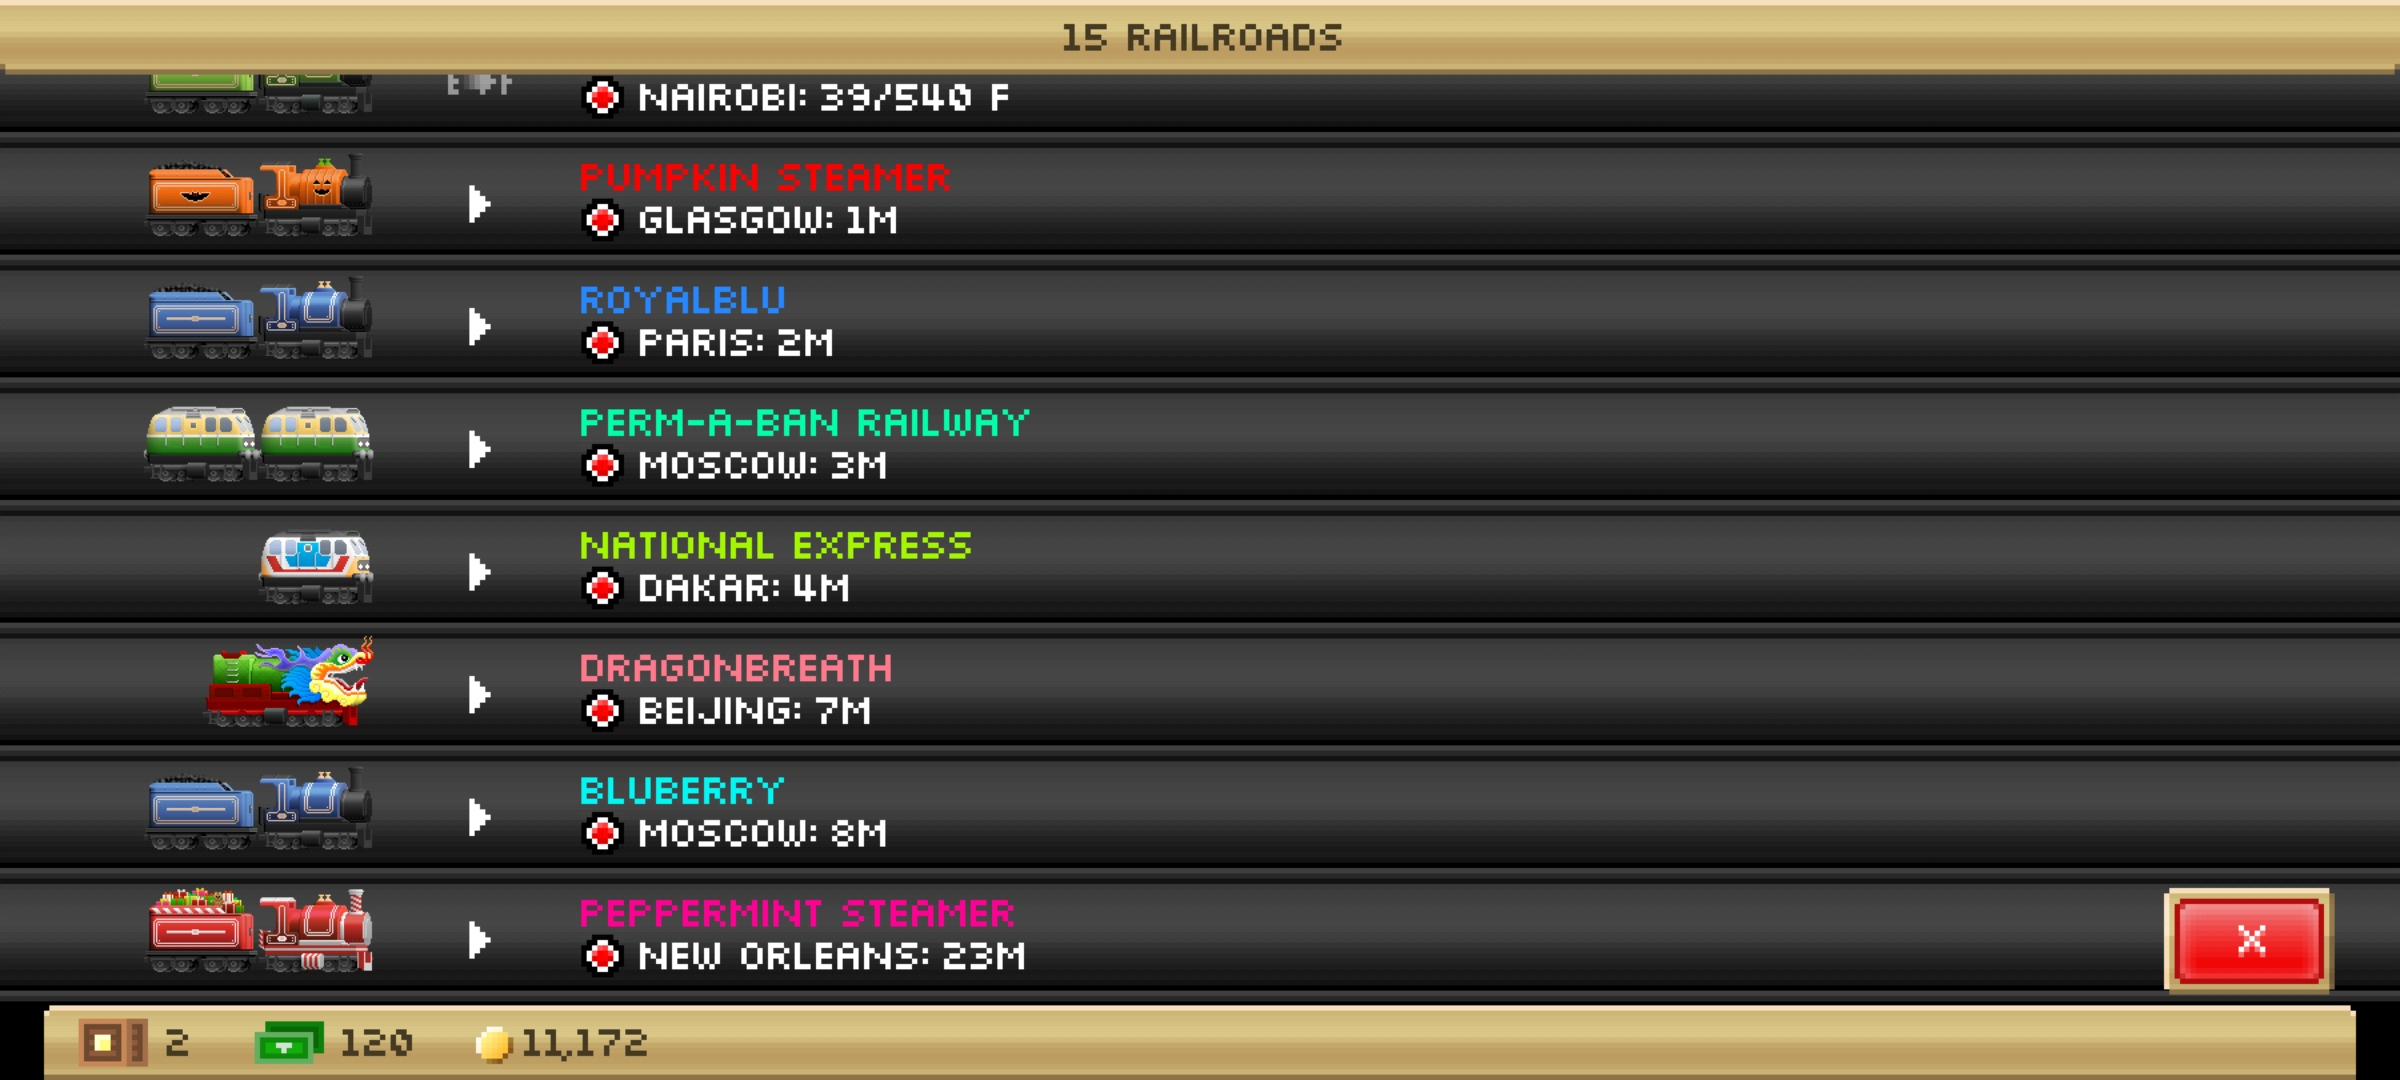 15 RAILROADS
NAIROBI: 39/540 F
PUMPKIN STEAMER
GLASGOW: 1M
ROYALBLU
PARIS: 2M
PERM-A-BAN RAILWAY
MOSCOW: 3M
NATIONAL EXPRESS
DAKAR: 4M
DRAGONBREATH
BEIJING: 7M
BLUBERRY
MOSCOW: 8M
PEPPERMINT STEAMER
NEW ORLEANS: 23M
X
2 120 11,172